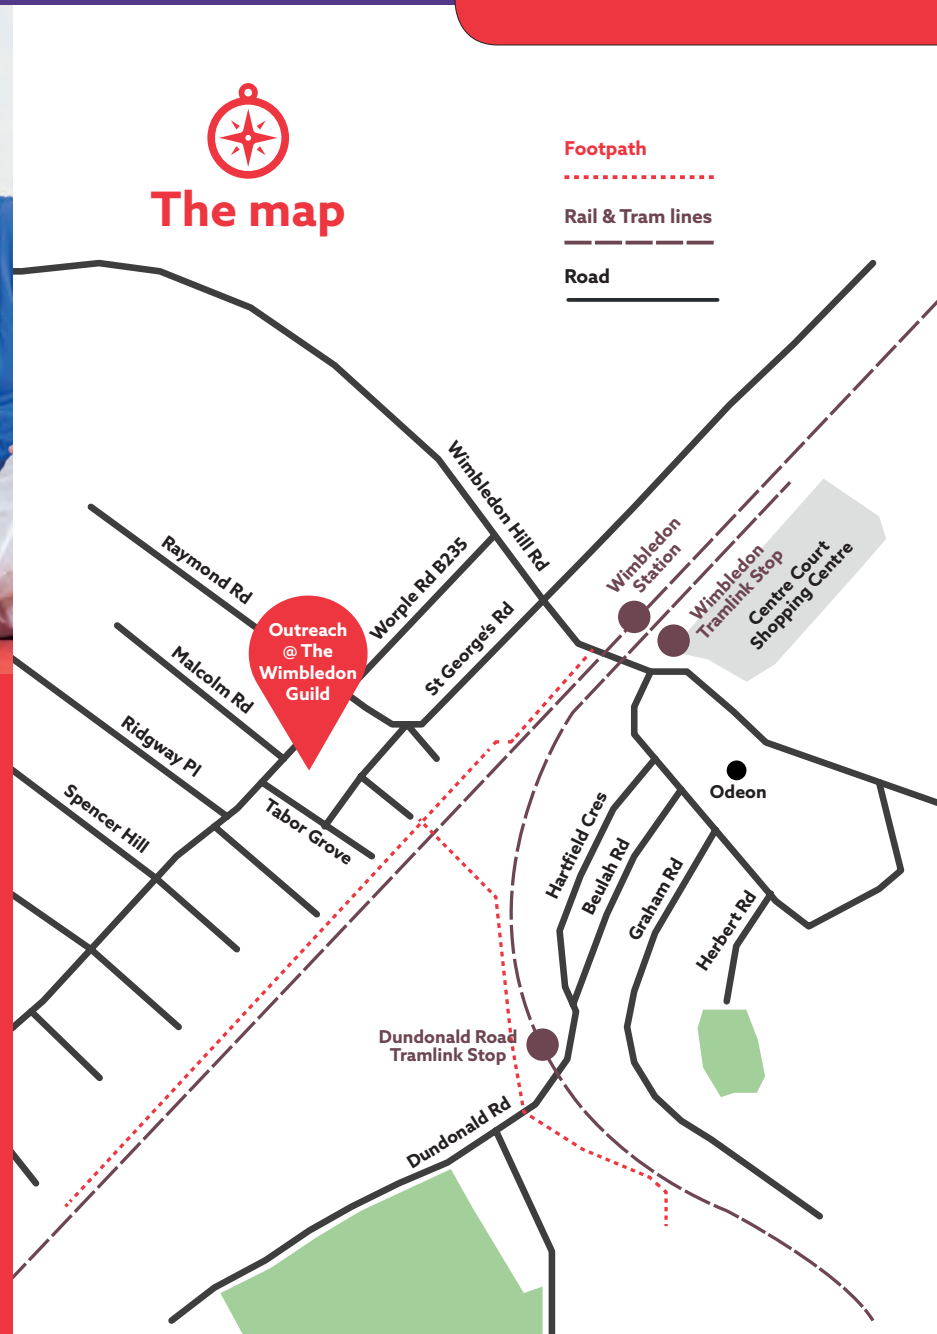 The map
Footpath
Rail & Tram lines
Road
Wimbledon Hill Rd
Raymond Rd
Worple Rd B235
Wimbledon
Station
Wimbledon
Tramlink Stop
Centre Court
Shopping Centre
Outreach
@ The
Wimbledon
Guild
St George's Rd
Malcolm Rd
Ridgway Pl
Spencer Hill
Tabor Grove
Odeon
Hartfield Cres
Beulah Rd
Graham Rd
Herbert Rd
Dundonald Road
Tramlink Stop
Dundonald Rd